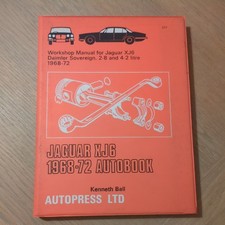 Workshop Manual for Jaguar XJ6
Daimler Sovereign, 2·8 and 4·2 litre
1968-72
JAGUAR XJ6
1968-72 AUTOBOOK
Kenneth Ball
AUTOPRESS LTD